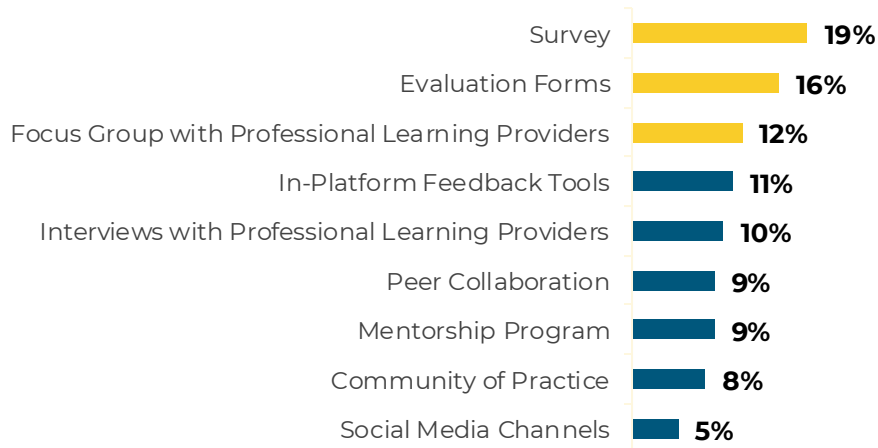 Survey 19%
Evaluation Forms 16%
Focus Group with Professional Learning Providers 12%
In-Platform Feedback Tools 11%
Interviews with Professional Learning Providers 10%
Peer Collaboration 9%
Mentorship Program 9%
Community of Practice 8%
Social Media Channels 5%